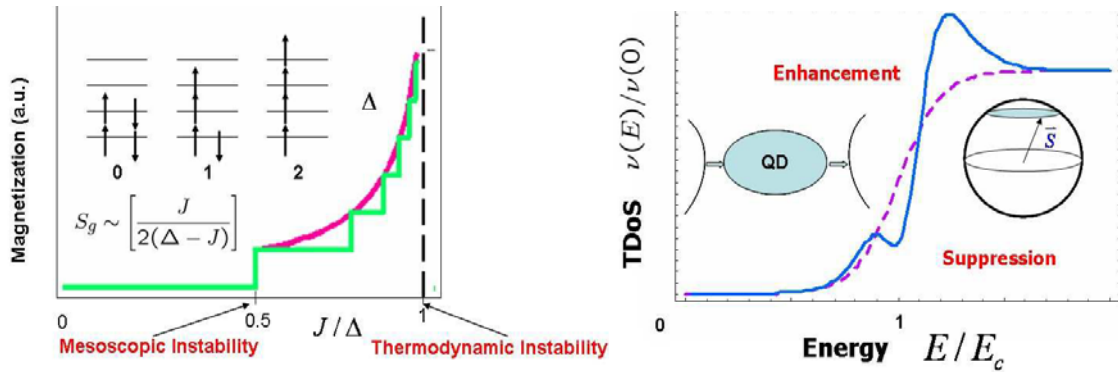 Magnetization (a.u.)
Δ
0 1 2
S_g ~ [J / 2(Δ − J)]
0 0.5 J/Δ 1
Mesoscopic Instability
Thermodynamic Instability
TDoS ν(E)/ν(0)
Enhancement
QD
S⃗
Suppression
0 1
Energy E/E_c